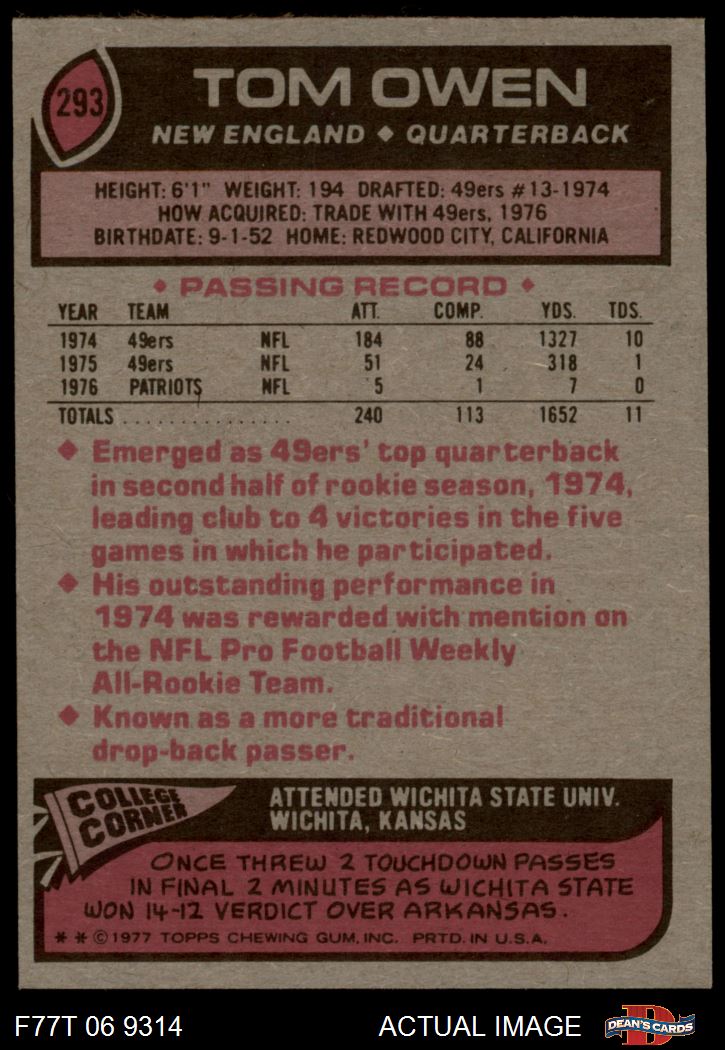 293
TOM OWEN
NEW ENGLAND ♦ QUARTERBACK
HEIGHT: 6'1" WEIGHT: 194 DRAFTED: 49ers #13-1974
HOW ACQUIRED: TRADE WITH 49ers, 1976
BIRTHDATE: 9-1-52 HOME: REDWOOD CITY, CALIFORNIA
♦ PASSING RECORD ♦
YEAR TEAM ATT. COMP. YDS. TDS.
1974 49ers NFL 184 88 1327 10
1975 49ers NFL 51 24 318 1
1976 PATRIOTS NFL 5 1 7 0
TOTALS . . . . . . . . . . . . . . . 240 113 1652 11
♦ Emerged as 49ers' top quarterback
in second half of rookie season, 1974,
leading club to 4 victories in the five
games in which he participated.
♦ His outstanding performance in
1974 was rewarded with mention on
the NFL Pro Football Weekly
All-Rookie Team.
♦ Known as a more traditional
drop-back passer.
COLLEGE
CORNER
ATTENDED WICHITA STATE UNIV.
WICHITA, KANSAS
ONCE THREW 2 TOUCHDOWN PASSES
IN FINAL 2 MINUTES AS WICHITA STATE
WON 14-12 VERDICT OVER ARKANSAS.
* * © 1977 TOPPS CHEWING GUM, INC. PRTD. IN U.S.A.
F77T 06 9314 ACTUAL IMAGE
DEAN'S CARDS